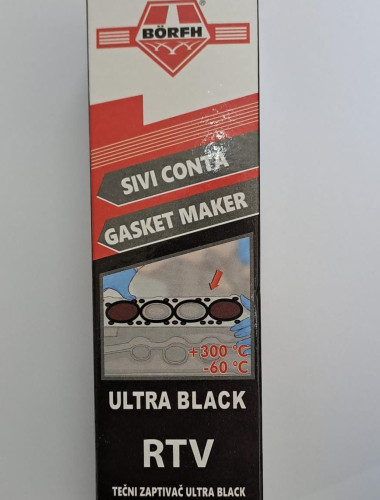 BÖRFH
SIVI CONTA
GASKET MAKER
+300 °C
-60 °C
ULTRA BLACK
RTV
TEČNI ZAPTIVAČ ULTRA BLACK